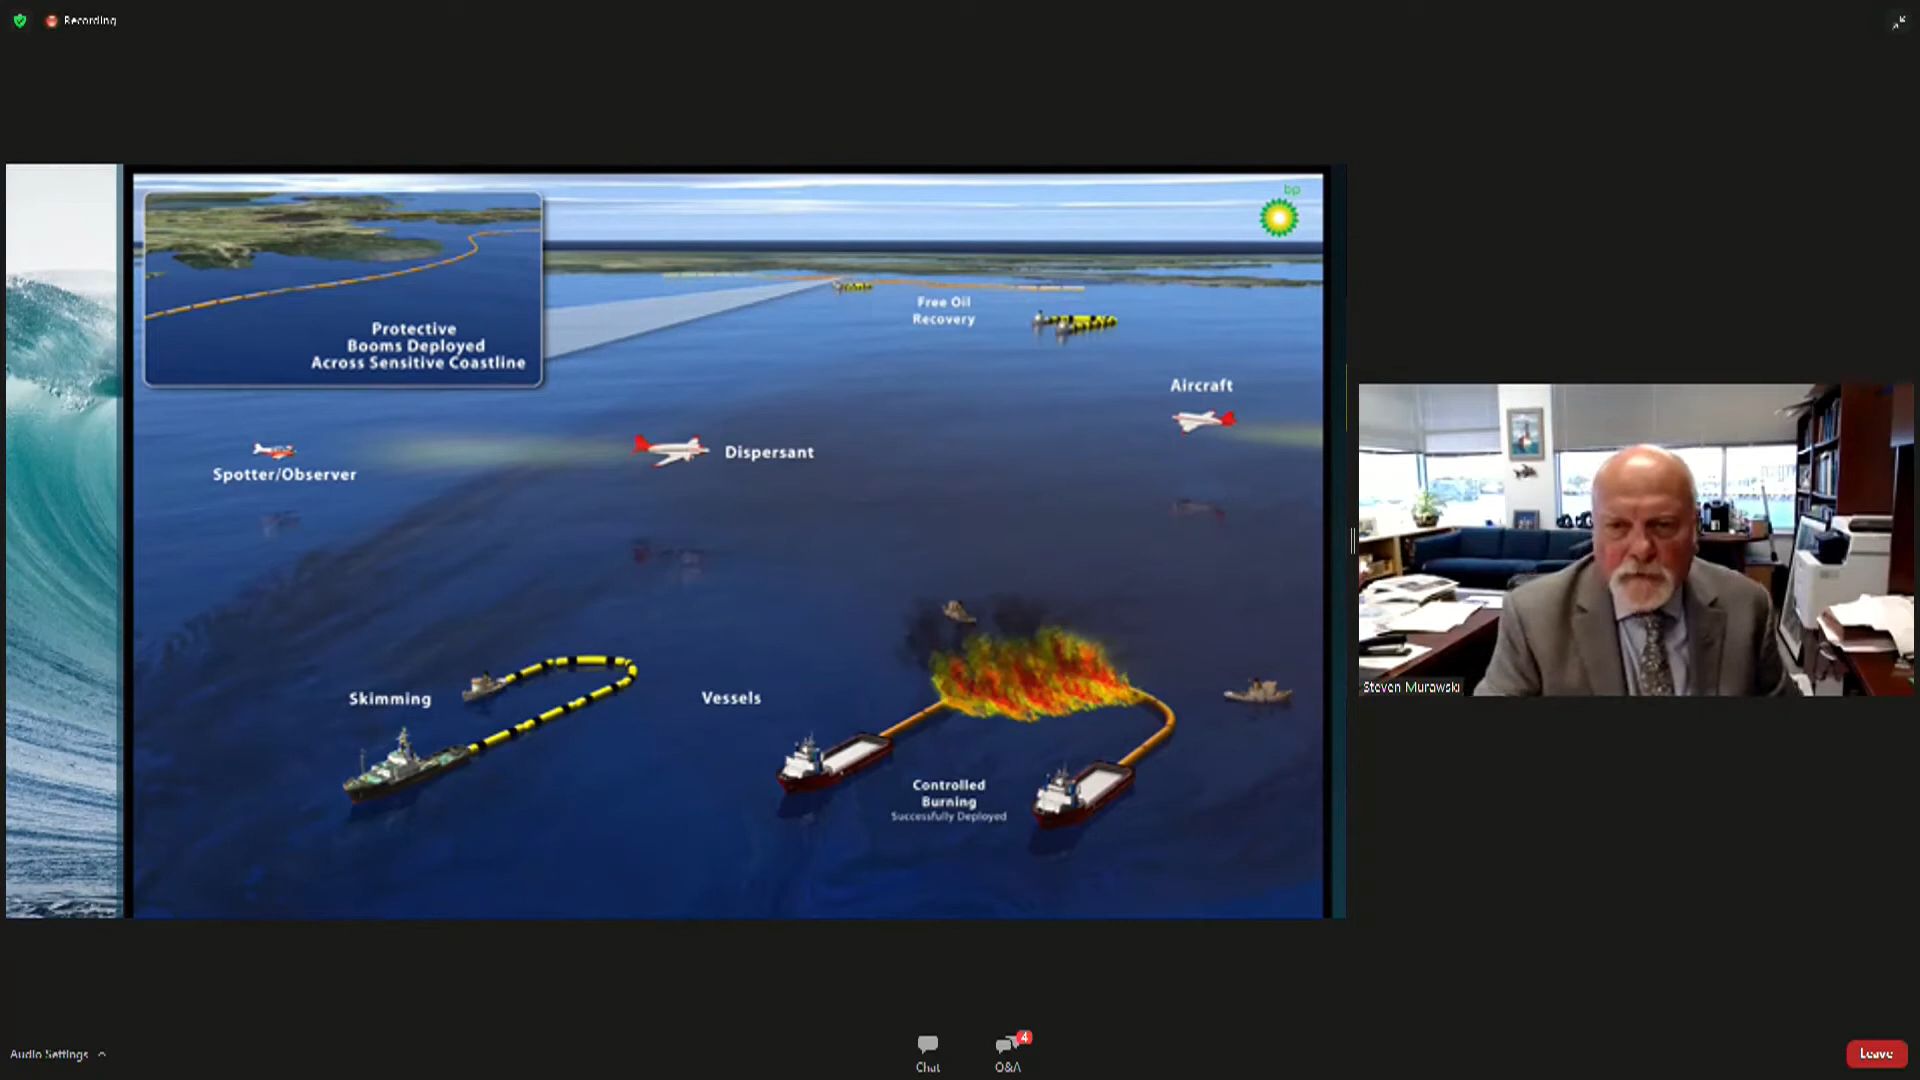 Recording
bp
Protective
Booms Deployed
Across Sensitive Coastline
Free Oil
Recovery
Aircraft
Spotter/Observer
Dispersant
Skimming
Vessels
Controlled
Burning
Successfully Deployed
Steven Murawski
Audio Settings
Chat
4
Q&A
Leave